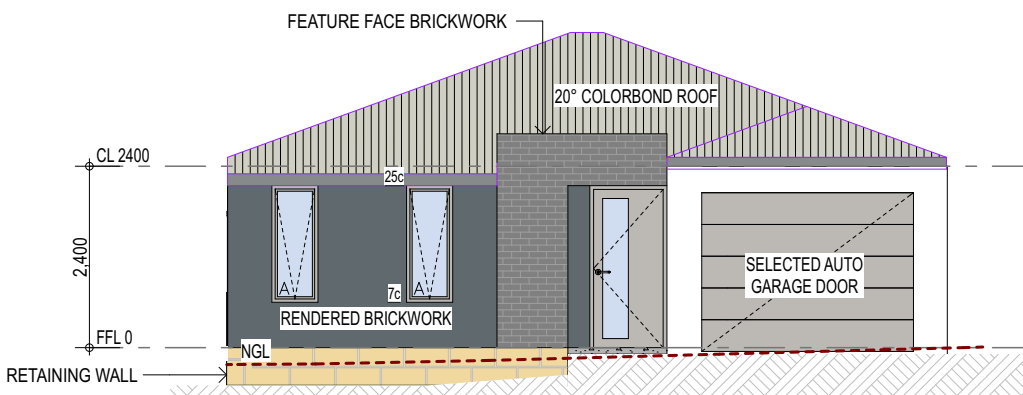 FEATURE FACE BRICKWORK
20° COLORBOND ROOF
CL 2400
25c
2,400
SELECTED AUTO
GARAGE DOOR
A
A
7c
RENDERED BRICKWORK
FFL 0
NGL
RETAINING WALL